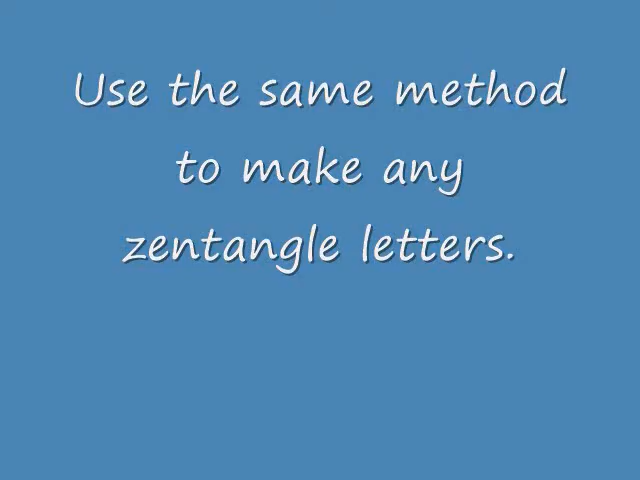 Use the same method
to make any
zentangle letters.